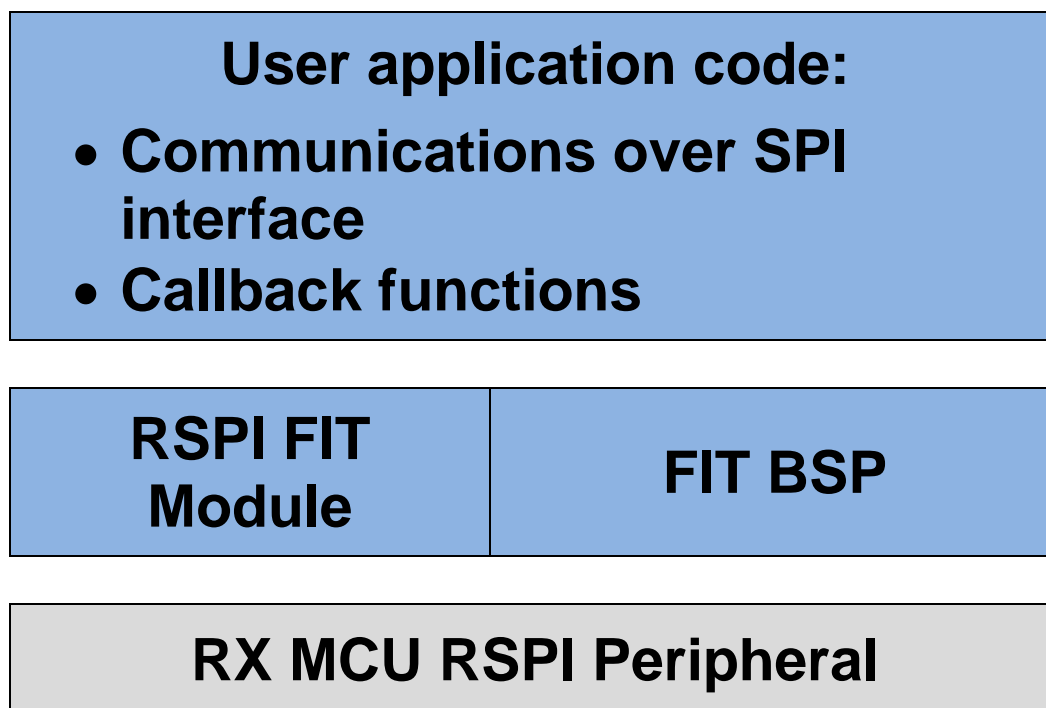 User application code:
• Communications over SPI
interface
• Callback functions
RSPI FIT
Module
FIT BSP
RX MCU RSPI Peripheral